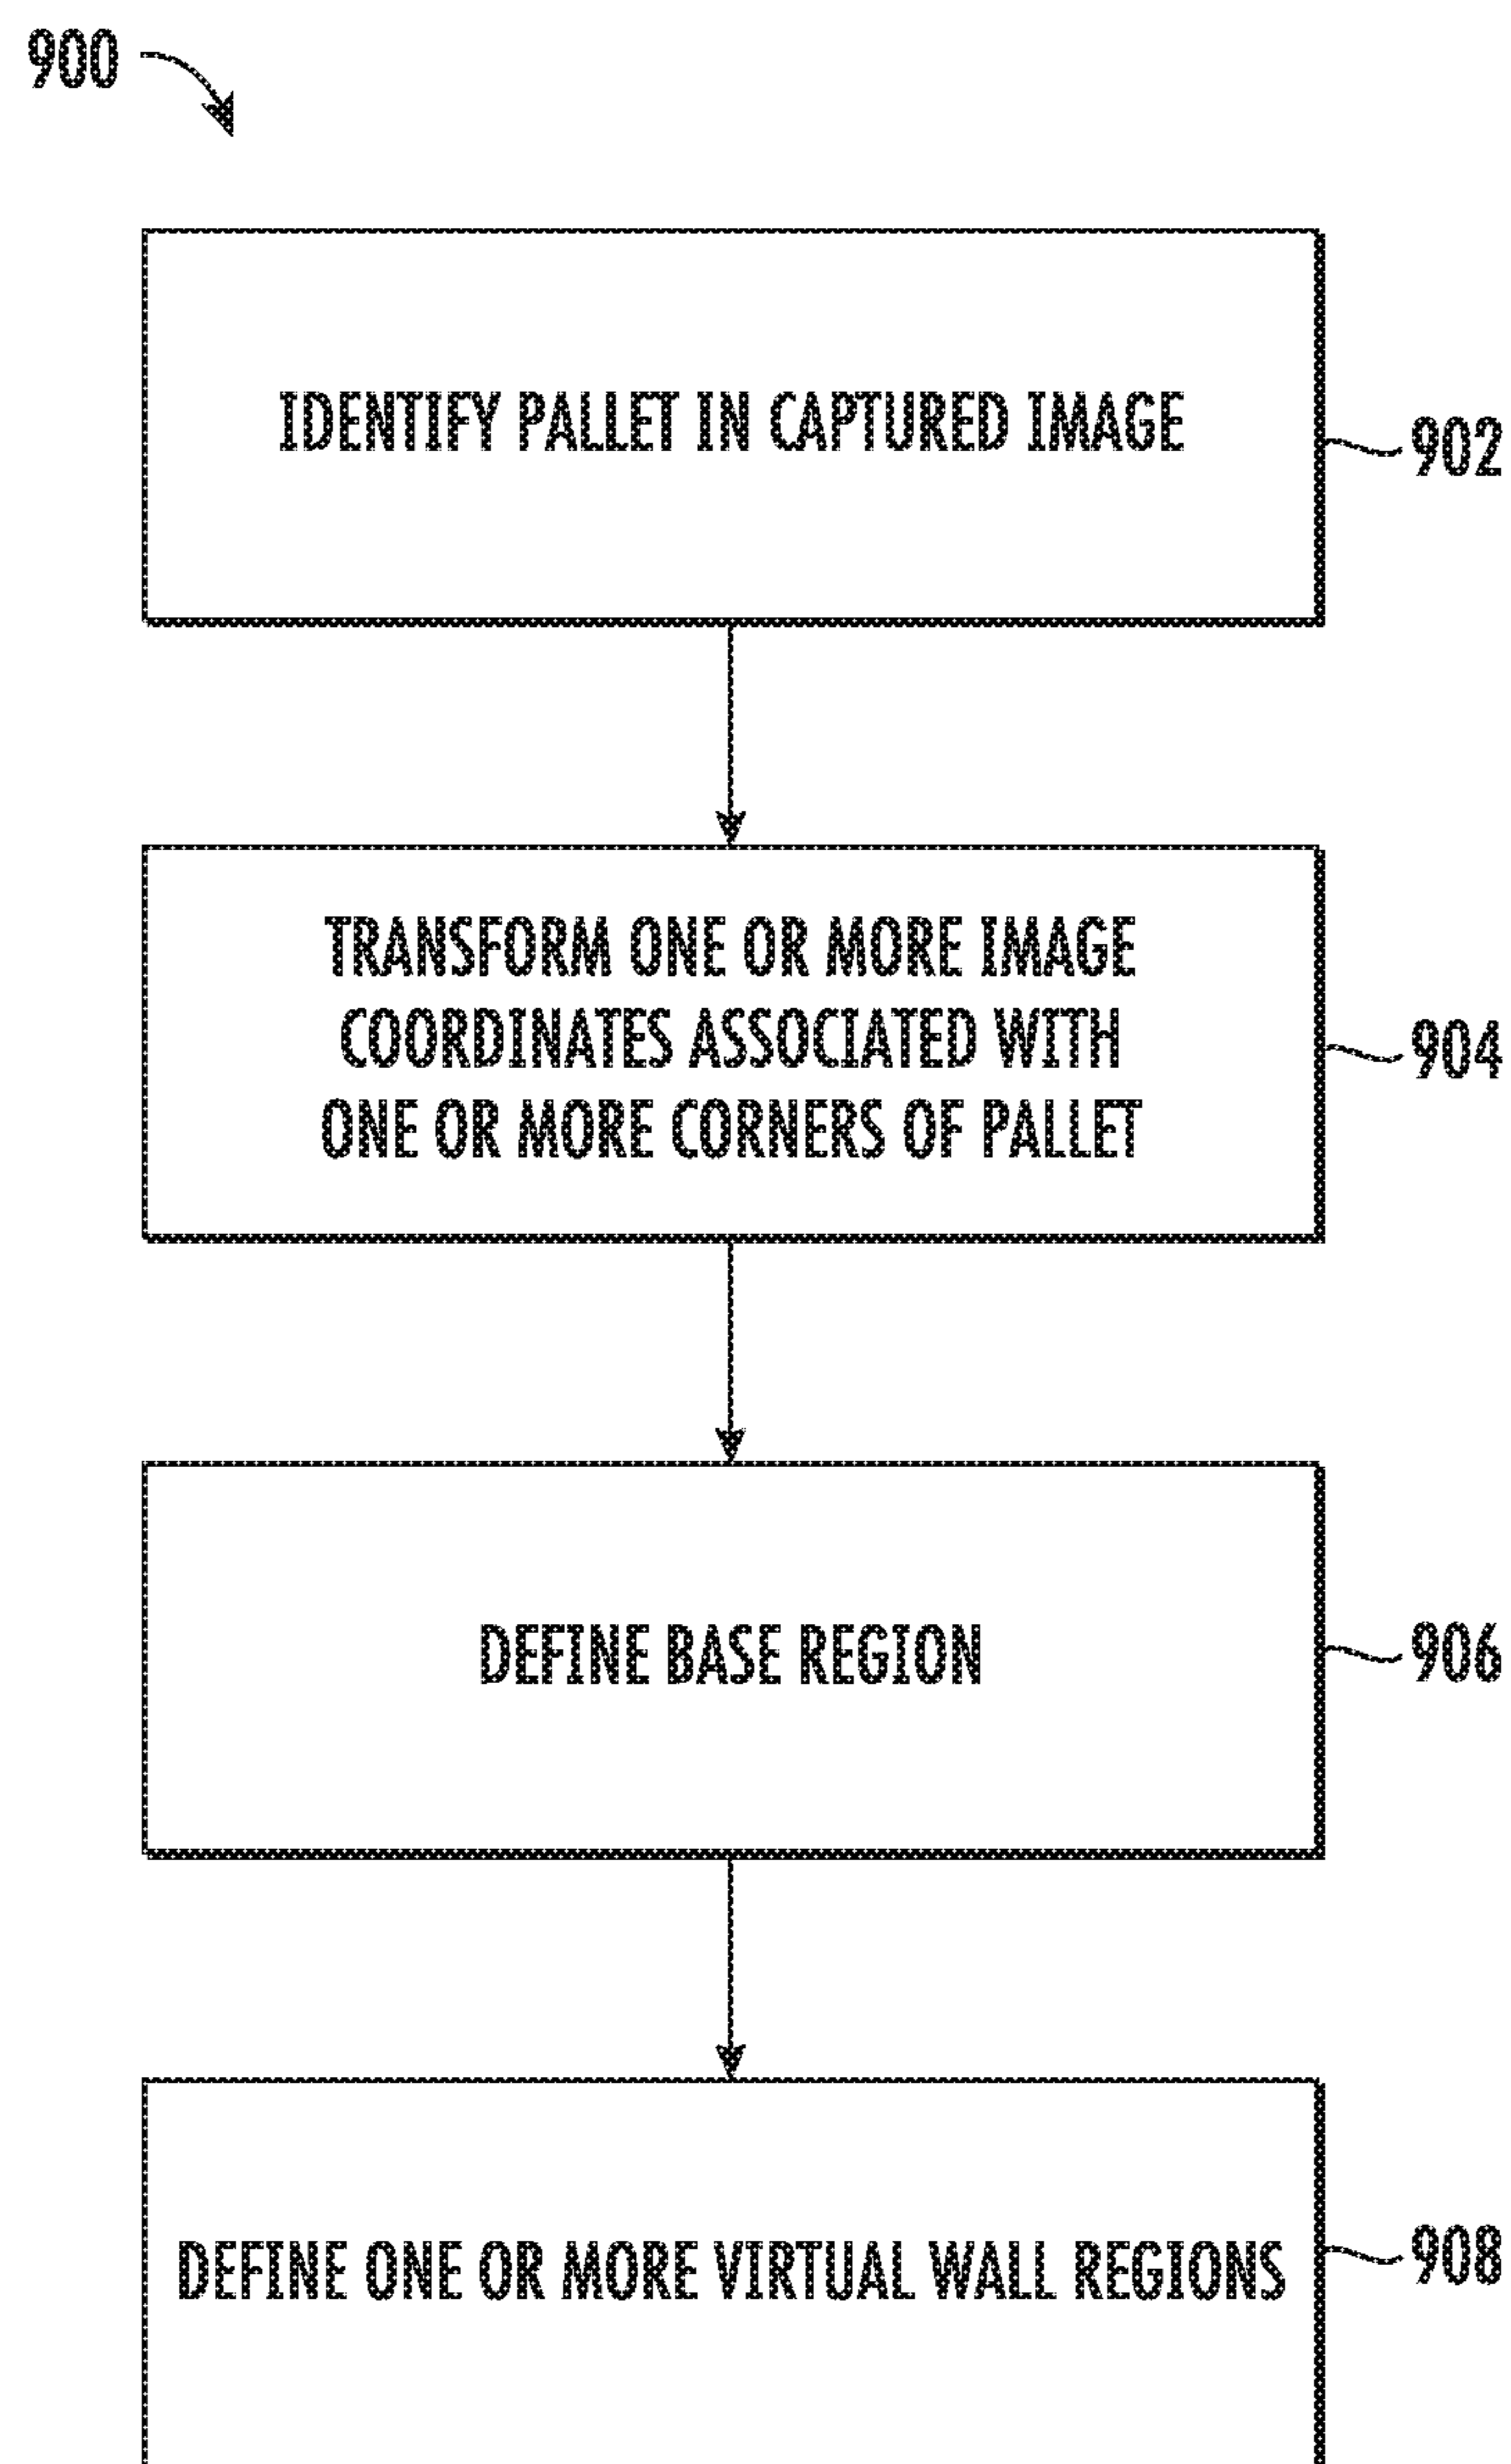 900
IDENTIFY PALLET IN CAPTURED IMAGE
902
TRANSFORM ONE OR MORE IMAGE
COORDINATES ASSOCIATED WITH
ONE OR MORE CORNERS OF PALLET
904
DEFINE BASE REGION
906
DEFINE ONE OR MORE VIRTUAL WALL REGIONS
908